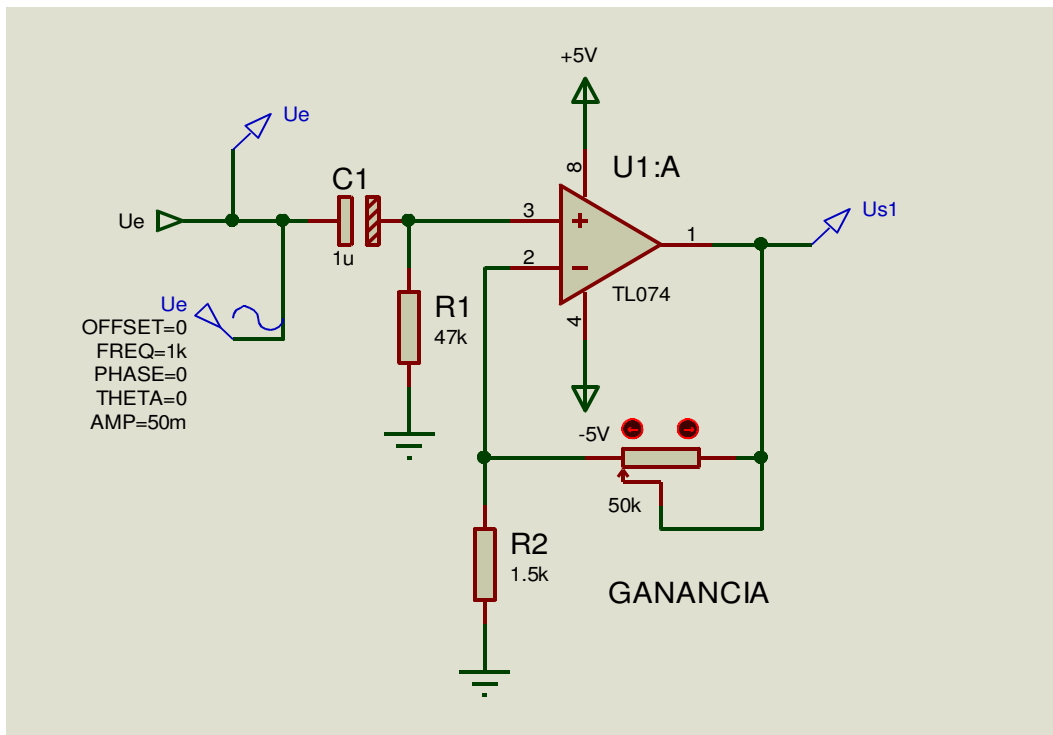 +5V
Ue
C1
8
U1:A
Ue
3
+
1
Us1
1u
2
−
TL074
Ue
OFFSET=0
FREQ=1k
PHASE=0
THETA=0
AMP=50m
R1
47k
4
-5V
50k
R2
1.5k
GANANCIA